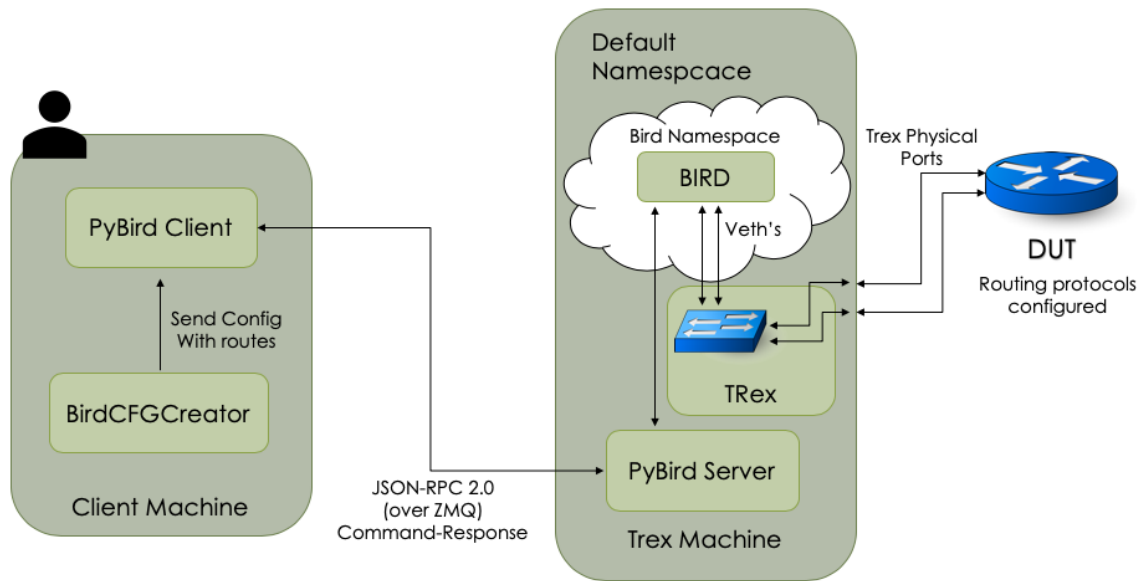 PyBird Client
Send Config
With routes
BirdCFGCreator
Client Machine
JSON-RPC 2.0
(over ZMQ)
Command-Response
Default
Namespcace
Bird Namespace
BIRD
Veth's
TRex
PyBird Server
Trex Machine
Trex Physical
Ports
DUT
Routing protocols
configured